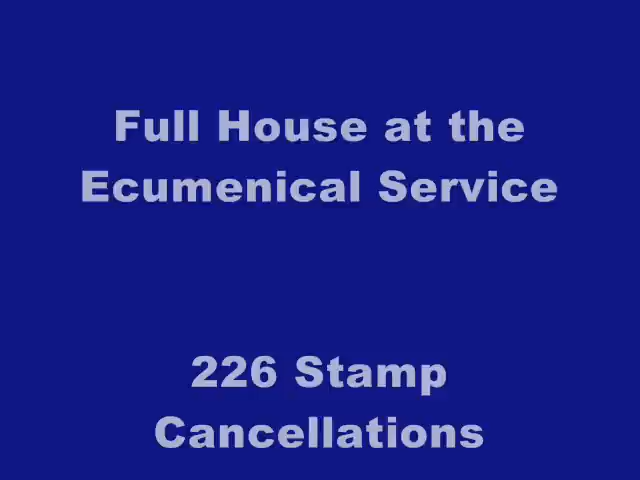 Full House at the
Ecumenical Service
226 Stamp
Cancellations